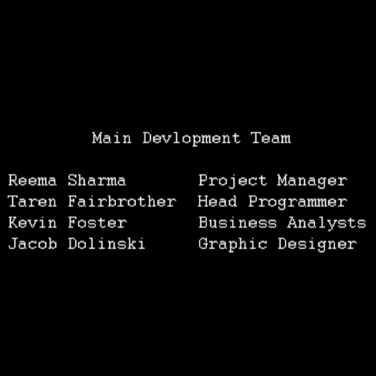 Main Devlopment Team
Reema Sharma Project Manager
Taren Fairbrother Head Programmer
Kevin Foster Business Analysts
Jacob Dolinski Graphic Designer